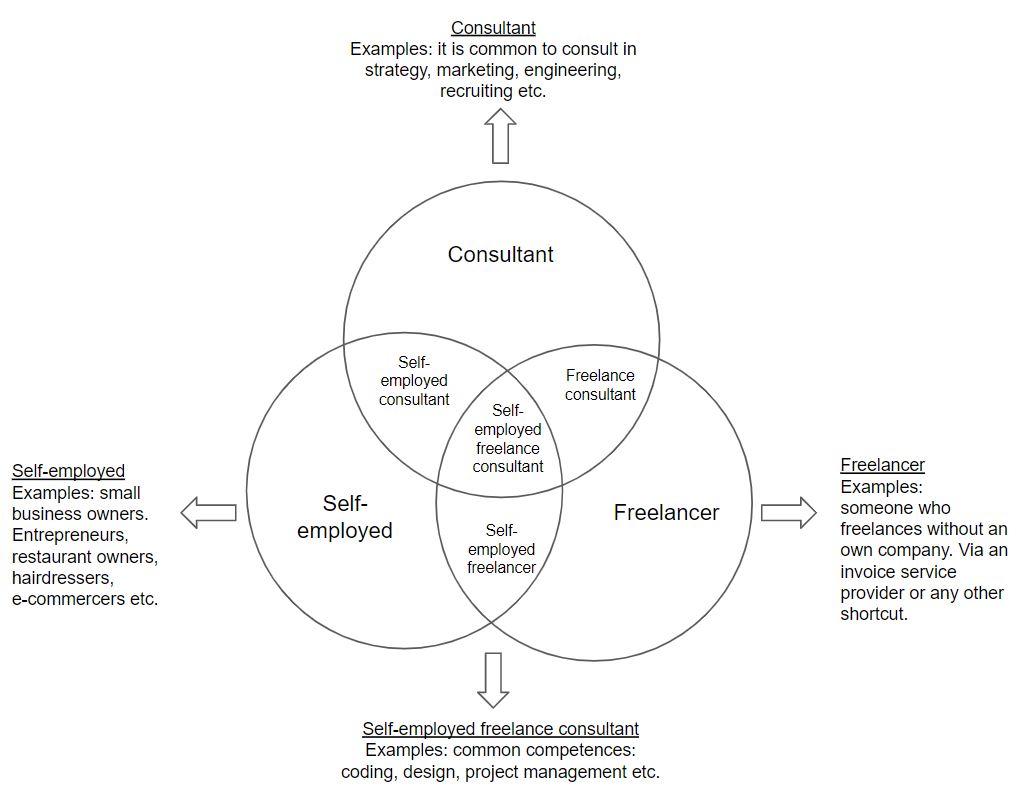 Consultant
Examples: it is common to consult in
strategy, marketing, engineering,
recruiting etc.
Consultant
Self-
employed
consultant
Freelance
consultant
Self-
employed
freelance
consultant
Self-employed
Examples: small
business owners.
Entrepreneurs,
restaurant owners,
hairdressers,
e-commercers etc.
Self-
employed
Freelancer
Self-
employed
freelancer
Freelancer
Examples:
someone who
freelances without an
own company. Via an
invoice service
provider or any other
shortcut.
Self-employed freelance consultant
Examples: common competences:
coding, design, project management etc.